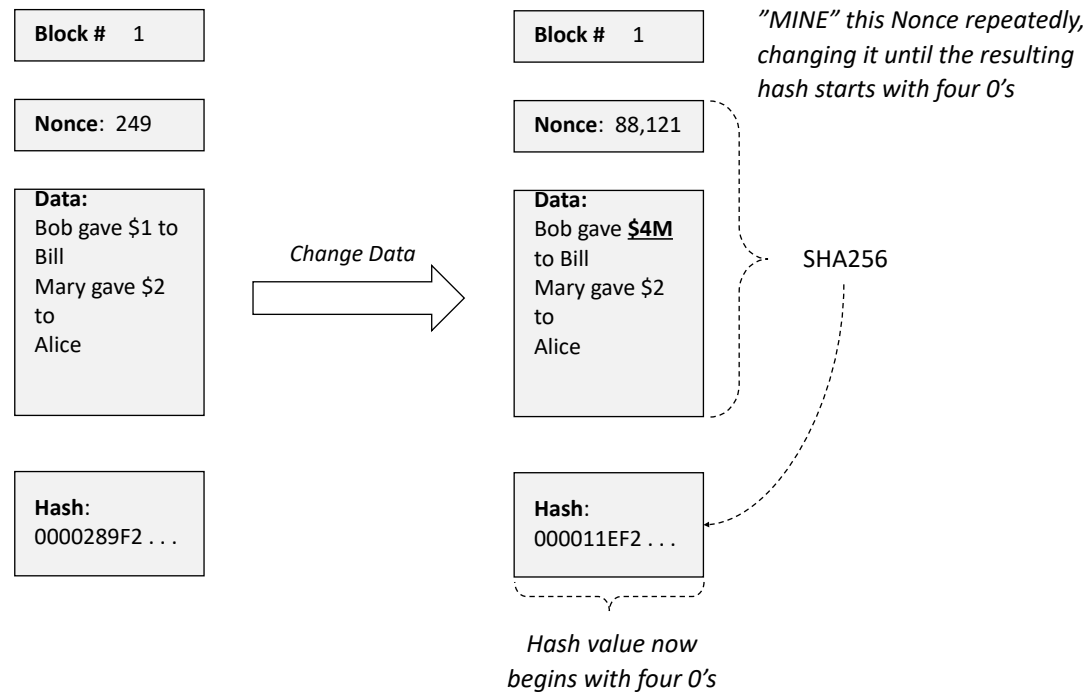 Block # 1
Nonce: 249
Data:
Bob gave $1 to
Bill
Mary gave $2
to
Alice
Hash:
0000289F2 . . .
Change Data
Block # 1
Nonce: 88,121
Data:
Bob gave $4M
to Bill
Mary gave $2
to
Alice
Hash:
000011EF2 . . .
Hash value now
begins with four 0’s
”MINE” this Nonce repeatedly,
changing it until the resulting
hash starts with four 0’s
SHA256